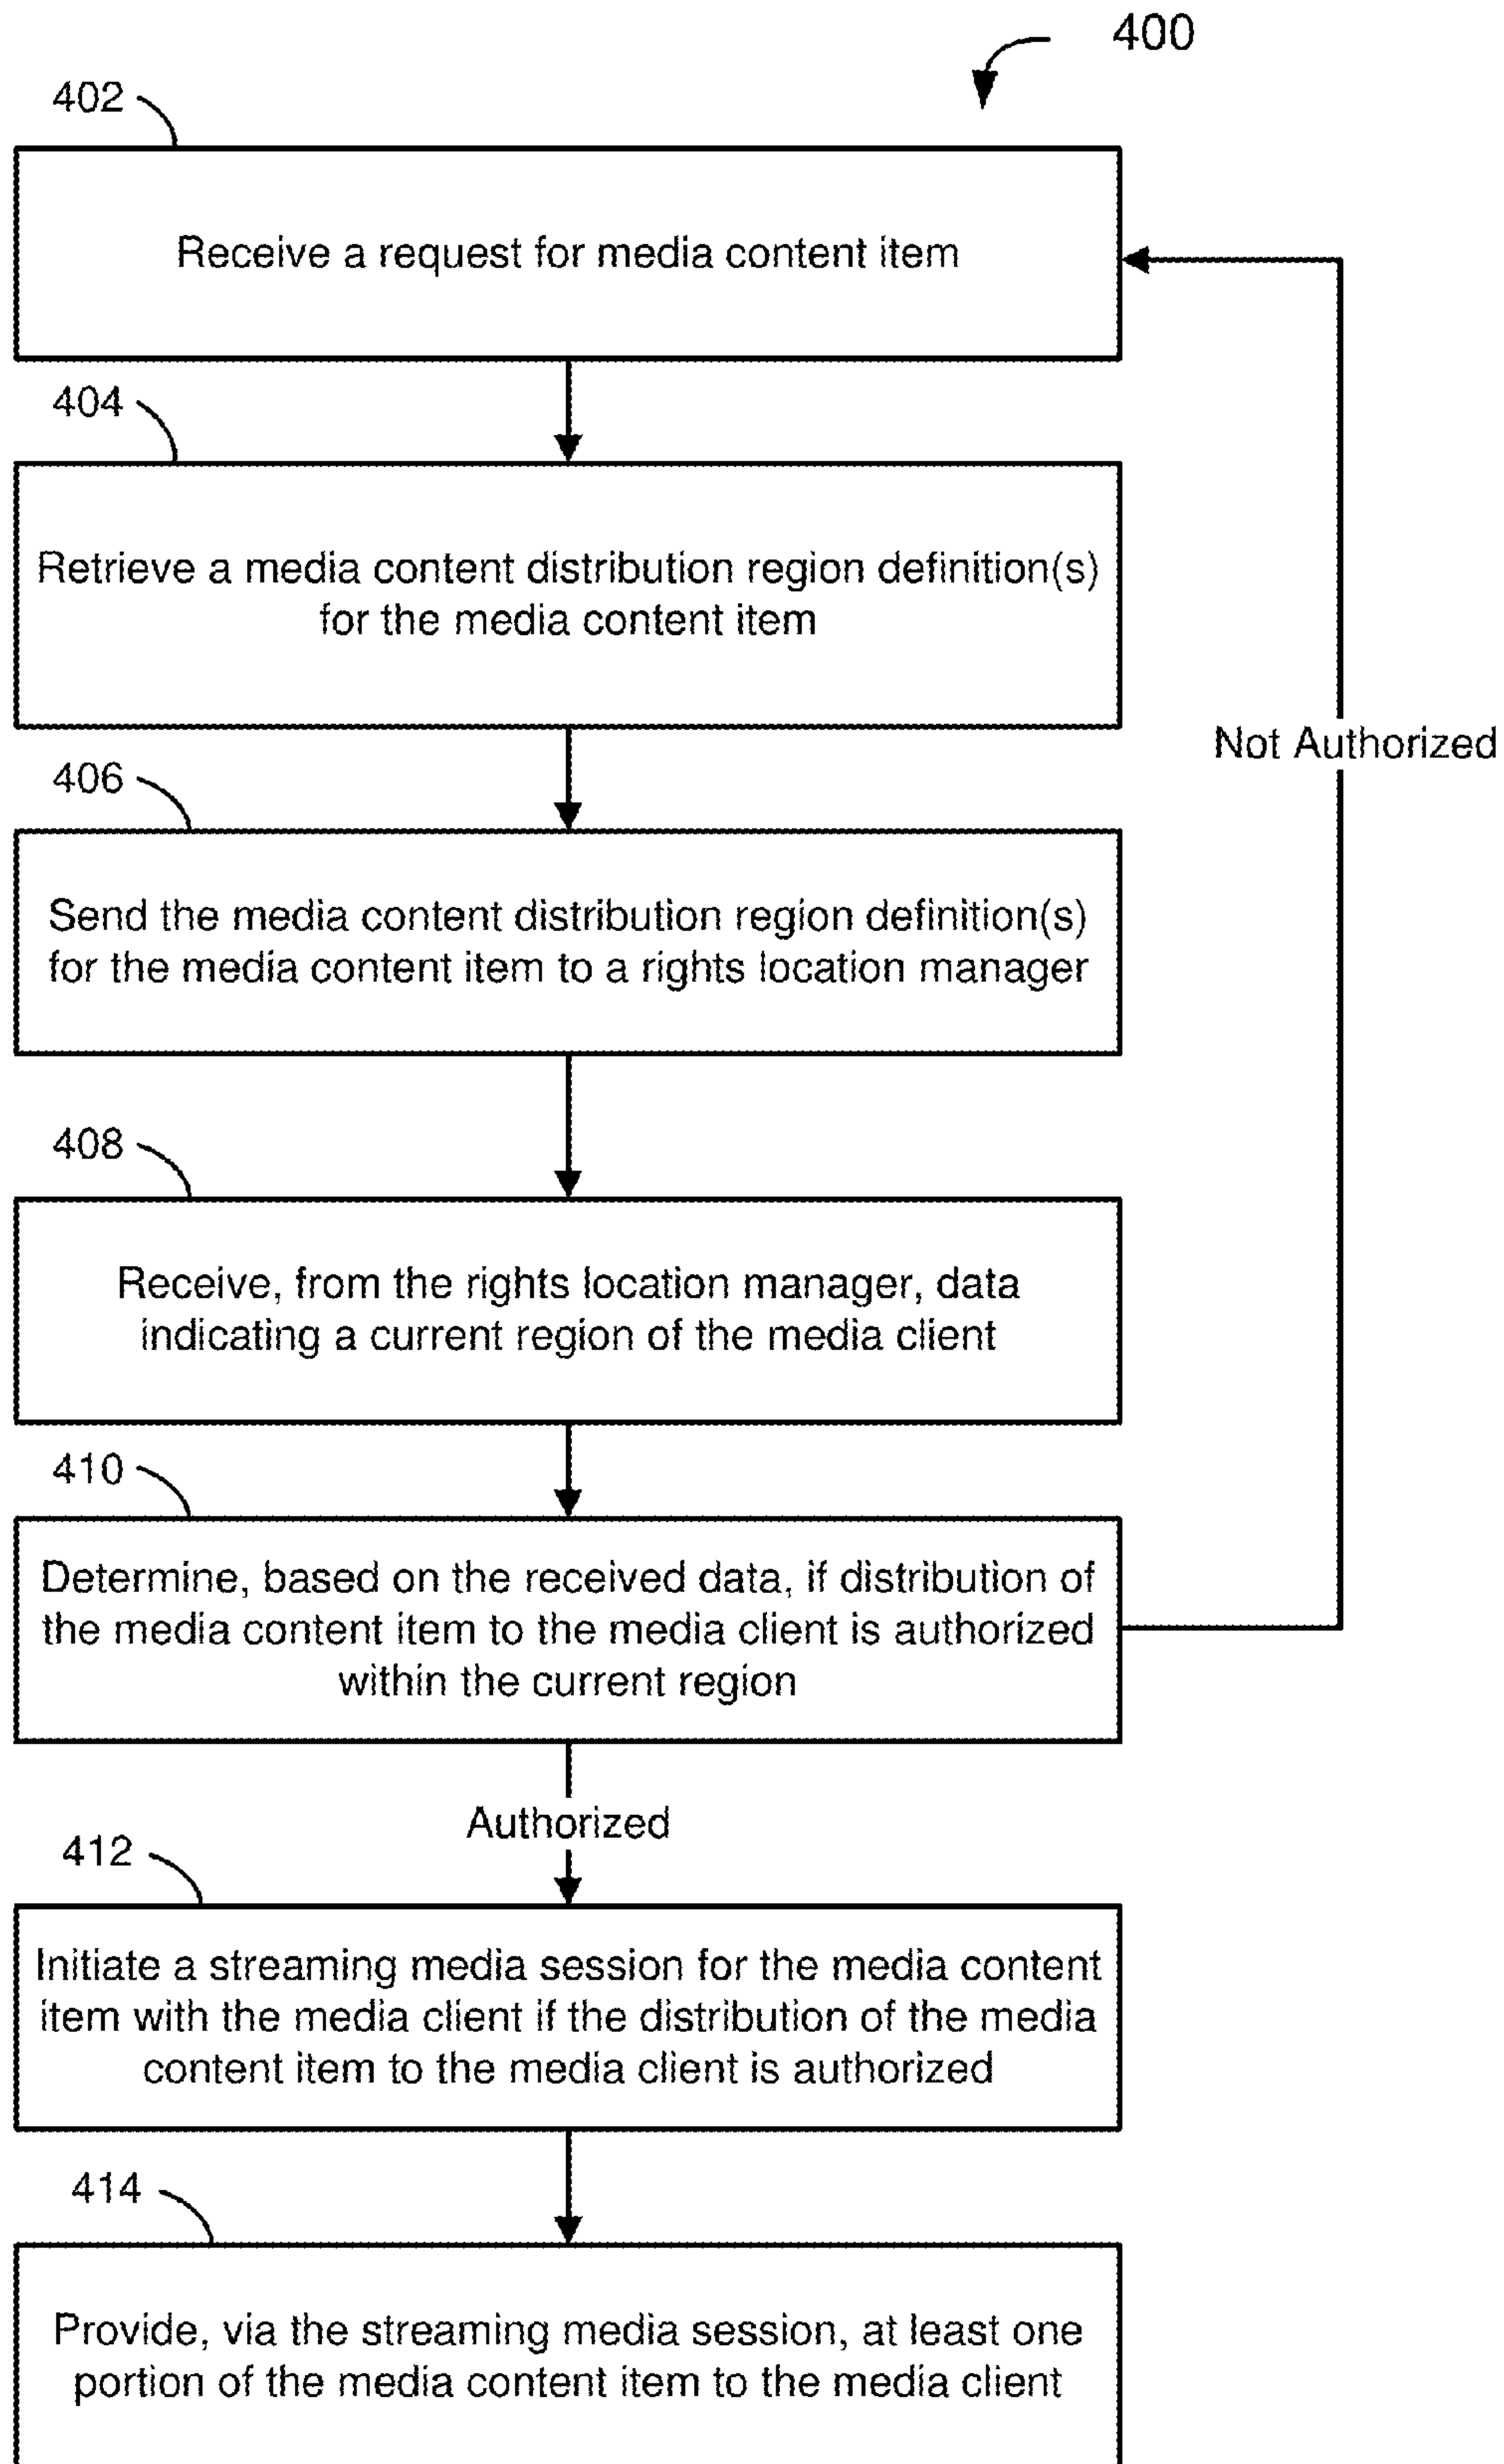 400
402
Receive a request for media content item
404
Retrieve a media content distribution region definition(s)
for the media content item
Not Authorized
406
Send the media content distribution region definition(s)
for the media content item to a rights location manager
408
Receive, from the rights location manager, data
indicating a current region of the media client
410
Determine, based on the received data, if distribution of
the media content item to the media client is authorized
within the current region
Authorized
412
Initiate a streaming media session for the media content
item with the media client if the distribution of the media
content item to the media client is authorized
414
Provide, via the streaming media session, at least one
portion of the media content item to the media client